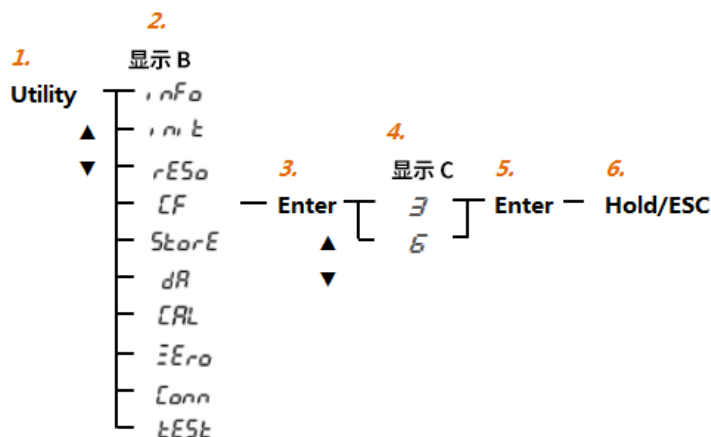 2.
1.
显示 B
Utility
inFo
▲
init
4.
▼
rESo
3.
显示 C
5.
6.
CF
Enter
3
Enter
Hold/ESC
StorE
▲
6
dA
▼
CAL
ZEro
Conn
tESt